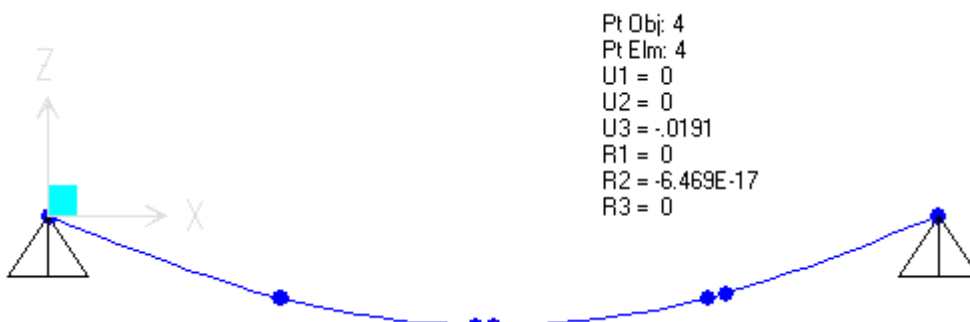 Pt Obj: 4
Pt Elm: 4
U1 = 0
U2 = 0
U3 = -.0191
R1 = 0
R2 = -6.469E-17
R3 = 0
Z
X